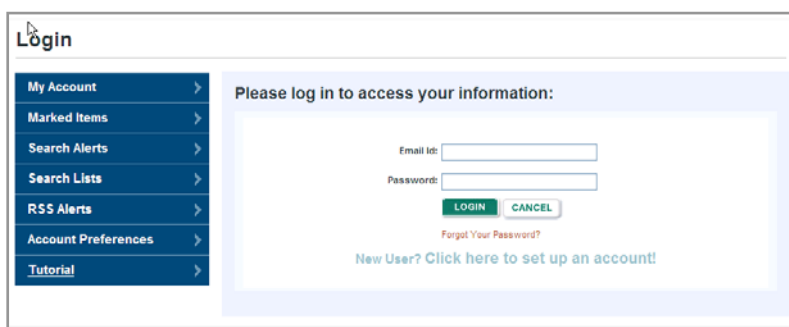 Login
My Account
Marked Items
Search Alerts
Search Lists
RSS Alerts
Account Preferences
Tutorial
Please log in to access your information:
Email Id:
Password:
LOGIN CANCEL
Forgot Your Password?
New User? Click here to set up an account!